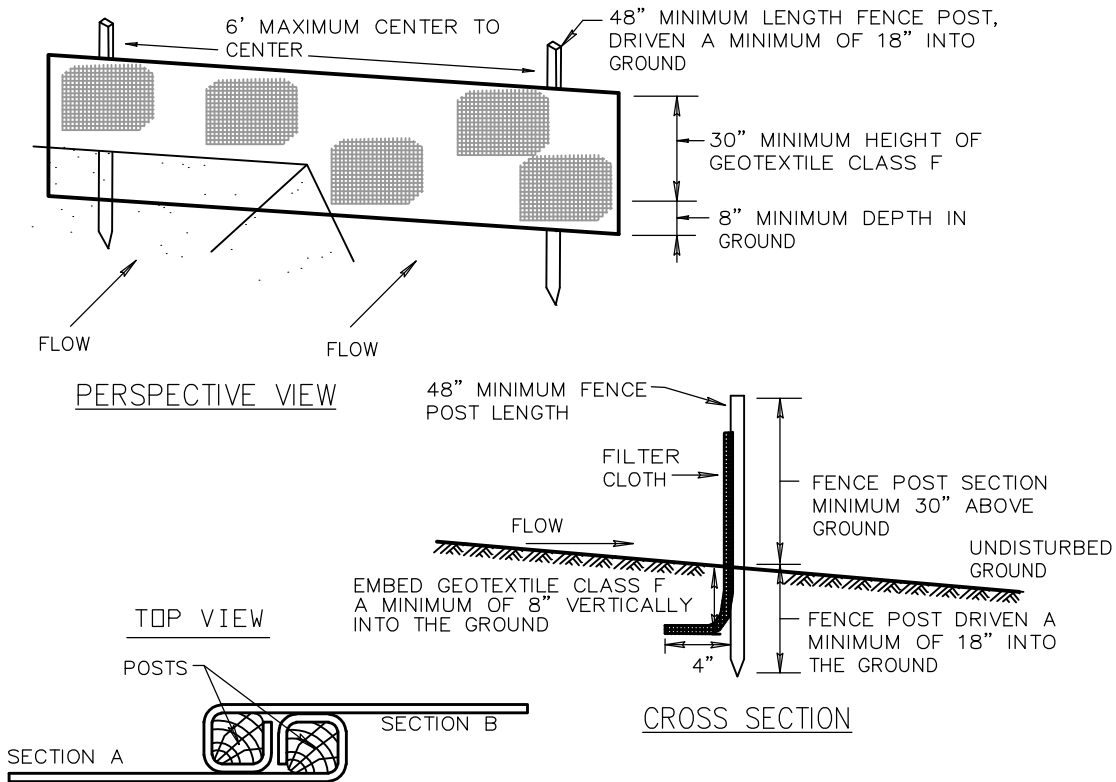 6’ MAXIMUM CENTER TO
CENTER
48” MINIMUM LENGTH FENCE POST,
DRIVEN A MINIMUM OF 18” INTO
GROUND
30” MINIMUM HEIGHT OF
GEOTEXTILE CLASS F
8” MINIMUM DEPTH IN
GROUND
FLOW
FLOW
PERSPECTIVE VIEW
48” MINIMUM FENCE
POST LENGTH
FILTER
CLOTH
FENCE POST SECTION
MINIMUM 30” ABOVE
GROUND
FLOW
UNDISTURBED
GROUND
EMBED GEOTEXTILE CLASS F
A MINIMUM OF 8” VERTICALLY
INTO THE GROUND
FENCE POST DRIVEN A
MINIMUM OF 18” INTO
THE GROUND
4”
CROSS SECTION
TOP VIEW
POSTS
SECTION B
SECTION A